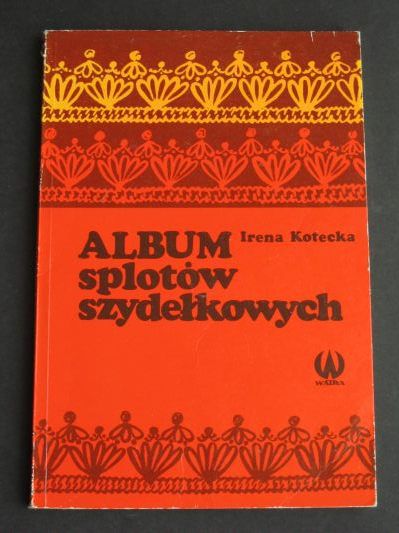 ALBUM Irena Kotecka
splotów
szydełkowych
WATRA